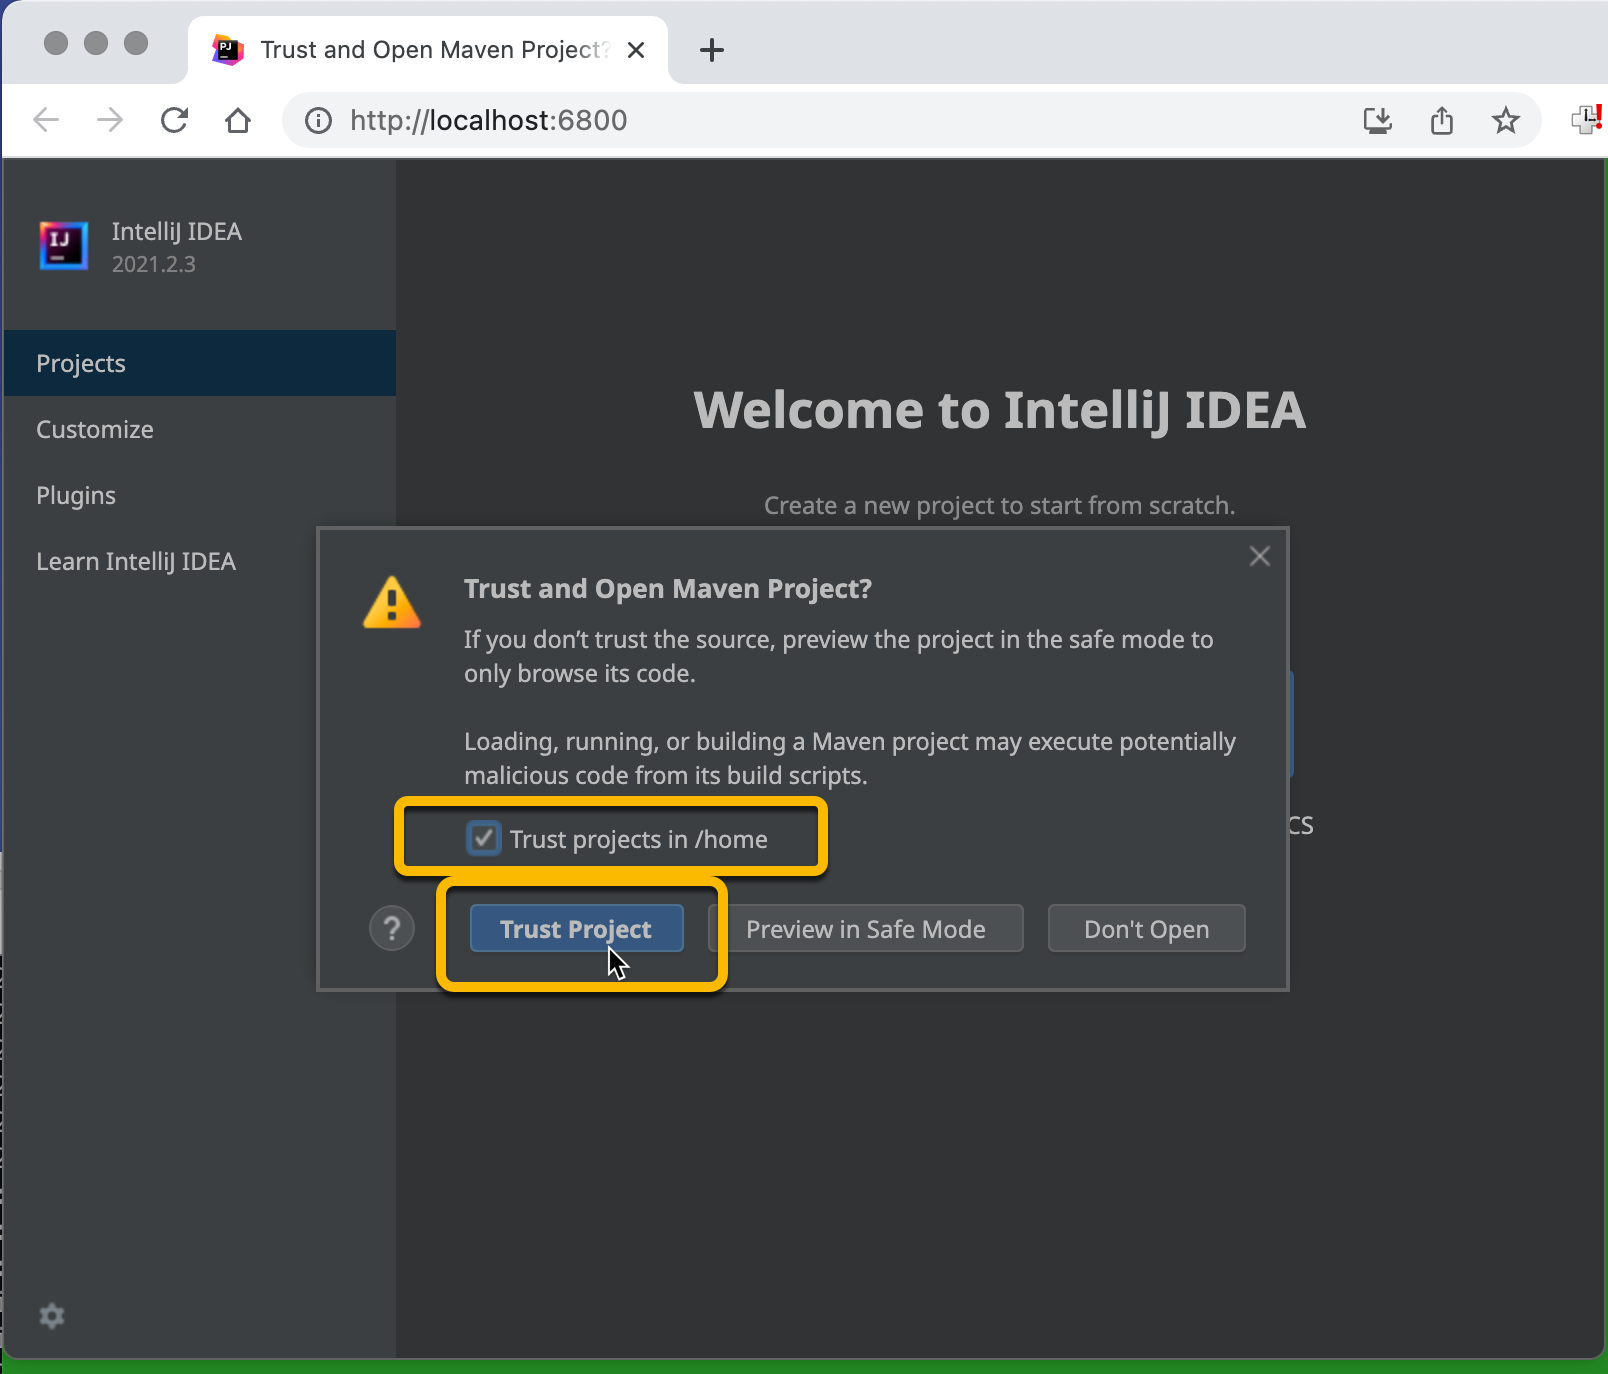 Trust and Open Maven Project?
http://localhost:6800
IntelliJ IDEA
2021.2.3
Projects
Customize
Plugins
Learn IntelliJ IDEA
Welcome to IntelliJ IDEA
Create a new project to start from scratch.
Trust and Open Maven Project?
If you don't trust the source, preview the project in the safe mode to
only browse its code.
Loading, running, or building a Maven project may execute potentially
malicious code from its build scripts.
CS
Trust projects in /home
? Trust Project Preview in Safe Mode Don't Open
PJ
IJ